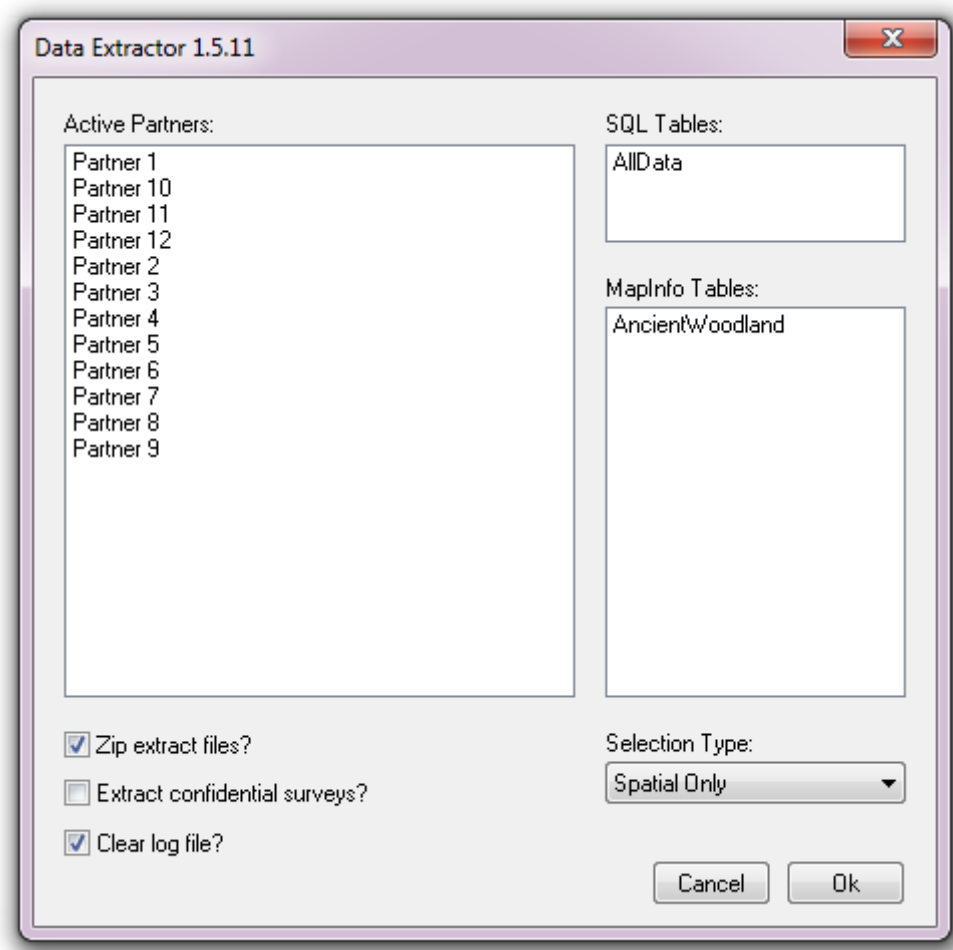 Data Extractor 1.5.11
Active Partners:
Partner 1
Partner 10
Partner 11
Partner 12
Partner 2
Partner 3
Partner 4
Partner 5
Partner 6
Partner 7
Partner 8
Partner 9
SQL Tables:
AllData
MapInfo Tables:
AncientWoodland
Zip extract files?
Extract confidential surveys?
Clear log file?
Selection Type:
Spatial Only
Cancel
Ok